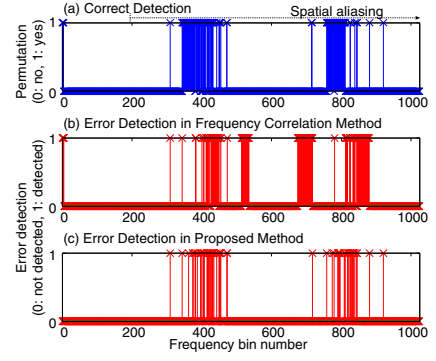 (a) Correct Detection
Spatial aliasing
Permutation
(0: no, 1: yes)
1
0
0 200 400 600 800 1000
(b) Error Detection in Frequency Correlation Method
Error detection
(0: not detected, 1: detected)
1
0
0 200 400 600 800 1000
(c) Error Detection in Proposed Method
1
0
0 200 400 600 800 1000
Frequency bin number